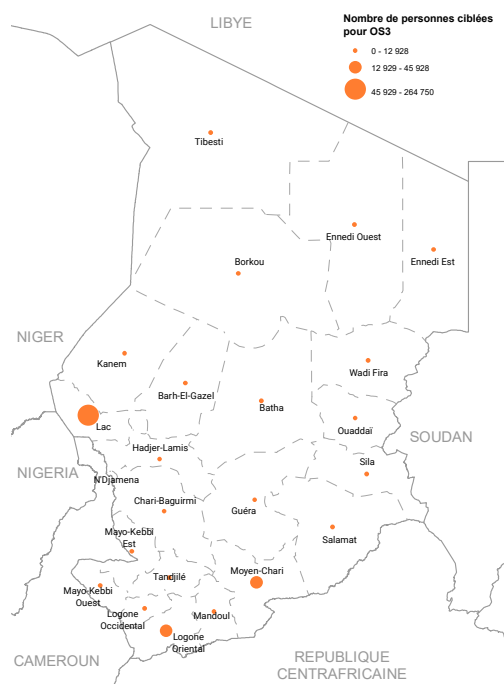 LIBYE
Nombre de personnes ciblées
pour OS3
0 - 12 928
12 929 - 45 928
45 929 - 264 750
Tibesti
Ennedi Ouest
Ennedi Est
Borkou
NIGER
Kanem
Wadi Fira
Barh-El-Gazel
Batha
Lac
Ouaddaï
SOUDAN
Hadjer-Lamis
Sila
NIGERIA
N'Djamena
Chari-Baguirmi
Guéra
Mayo-Kebbi
Est
Salamat
Moyen-Chari
Tandjilé
Mayo-Kebbi
Ouest
Logone
Occidental
Mandoul
Logone
Oriental
CAMEROUN
REPUBLIQUE
CENTRAFRICAINE